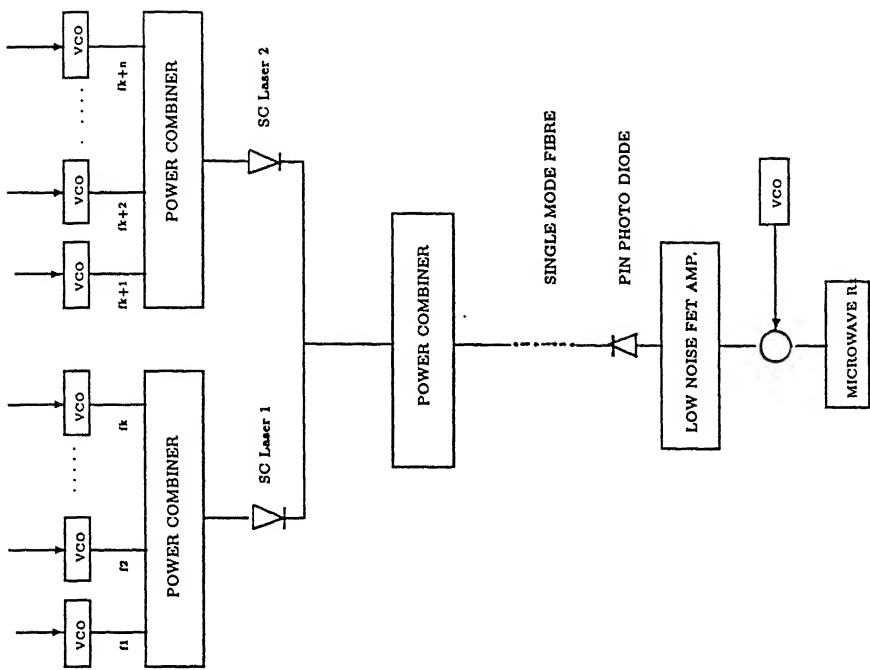 VCO
VCO
.....
VCO
VCO
VCO
.....
VCO
f1
f2
fk
fk+1
fk+2
fk+n
POWER COMBINER
POWER COMBINER
SC Laser 1
SC Laser 2
POWER COMBINER
SINGLE MODE FIBRE
PIN PHOTO DIODE
LOW NOISE FET AMP.
VCO
MICROWAVE